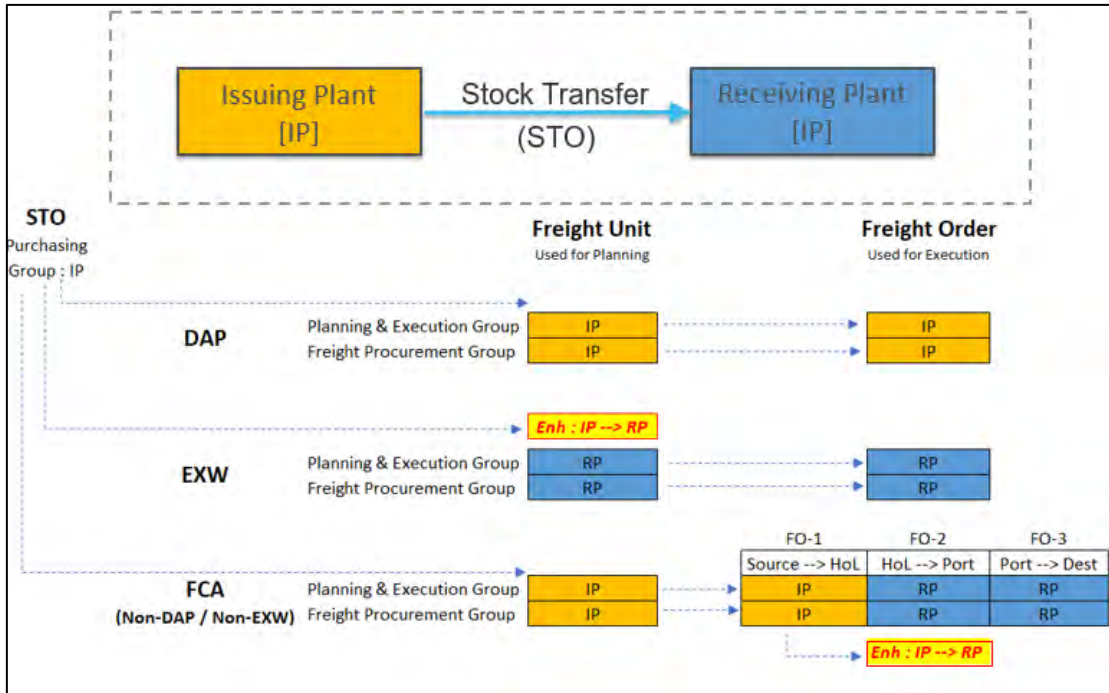 Issuing Plant
[IP]
Stock Transfer
(STO)
Receiving Plant
[IP]
STO
Purchasing
Group : IP
Freight Unit
Used for Planning
Freight Order
Used for Execution
DAP
Planning & Execution Group IP IP
Freight Procurement Group IP IP
Enh : IP --> RP
EXW
Planning & Execution Group RP RP
Freight Procurement Group RP RP
FO-1 FO-2 FO-3
Source --> HoL HoL --> Port Port --> Dest
FCA
(Non-DAP / Non-EXW)
Planning & Execution Group IP IP RP RP
Freight Procurement Group IP IP RP RP
Enh : IP --> RP